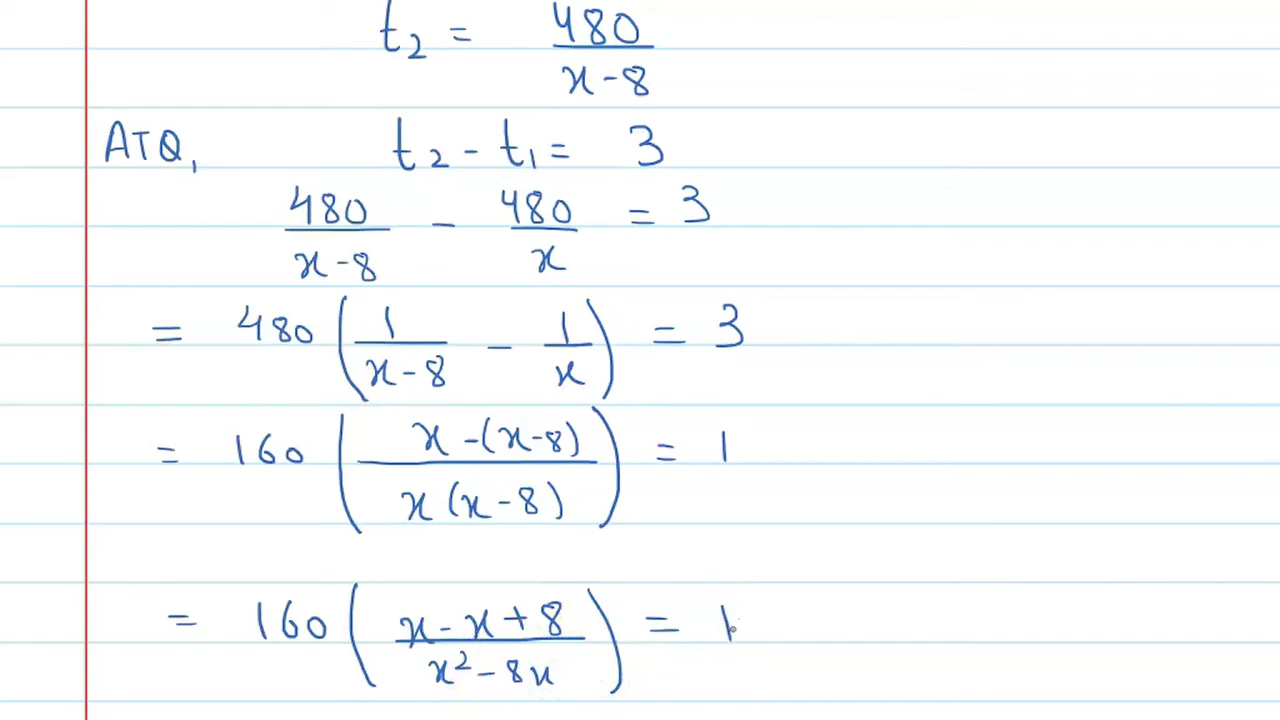 t₂ = 480/(x-8)
ATQ, t₂ - t₁ = 3
480/(x-8) - 480/x = 3
= 480 (1/(x-8) - 1/x) = 3
= 160 ((x-(x-8))/(x(x-8))) = 1
= 160 ((x-x+8)/(x²-8x)) = 1